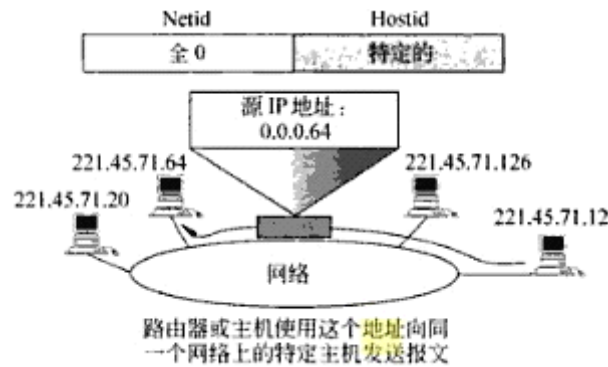 Netid Hostid
全 0 特定的
源 IP 地址：
0.0.0.64
221.45.71.64 221.45.71.126
221.45.71.20 221.45.71.12
网络
路由器或主机使用这个地址向同
一个网络上的特定主机发送报文